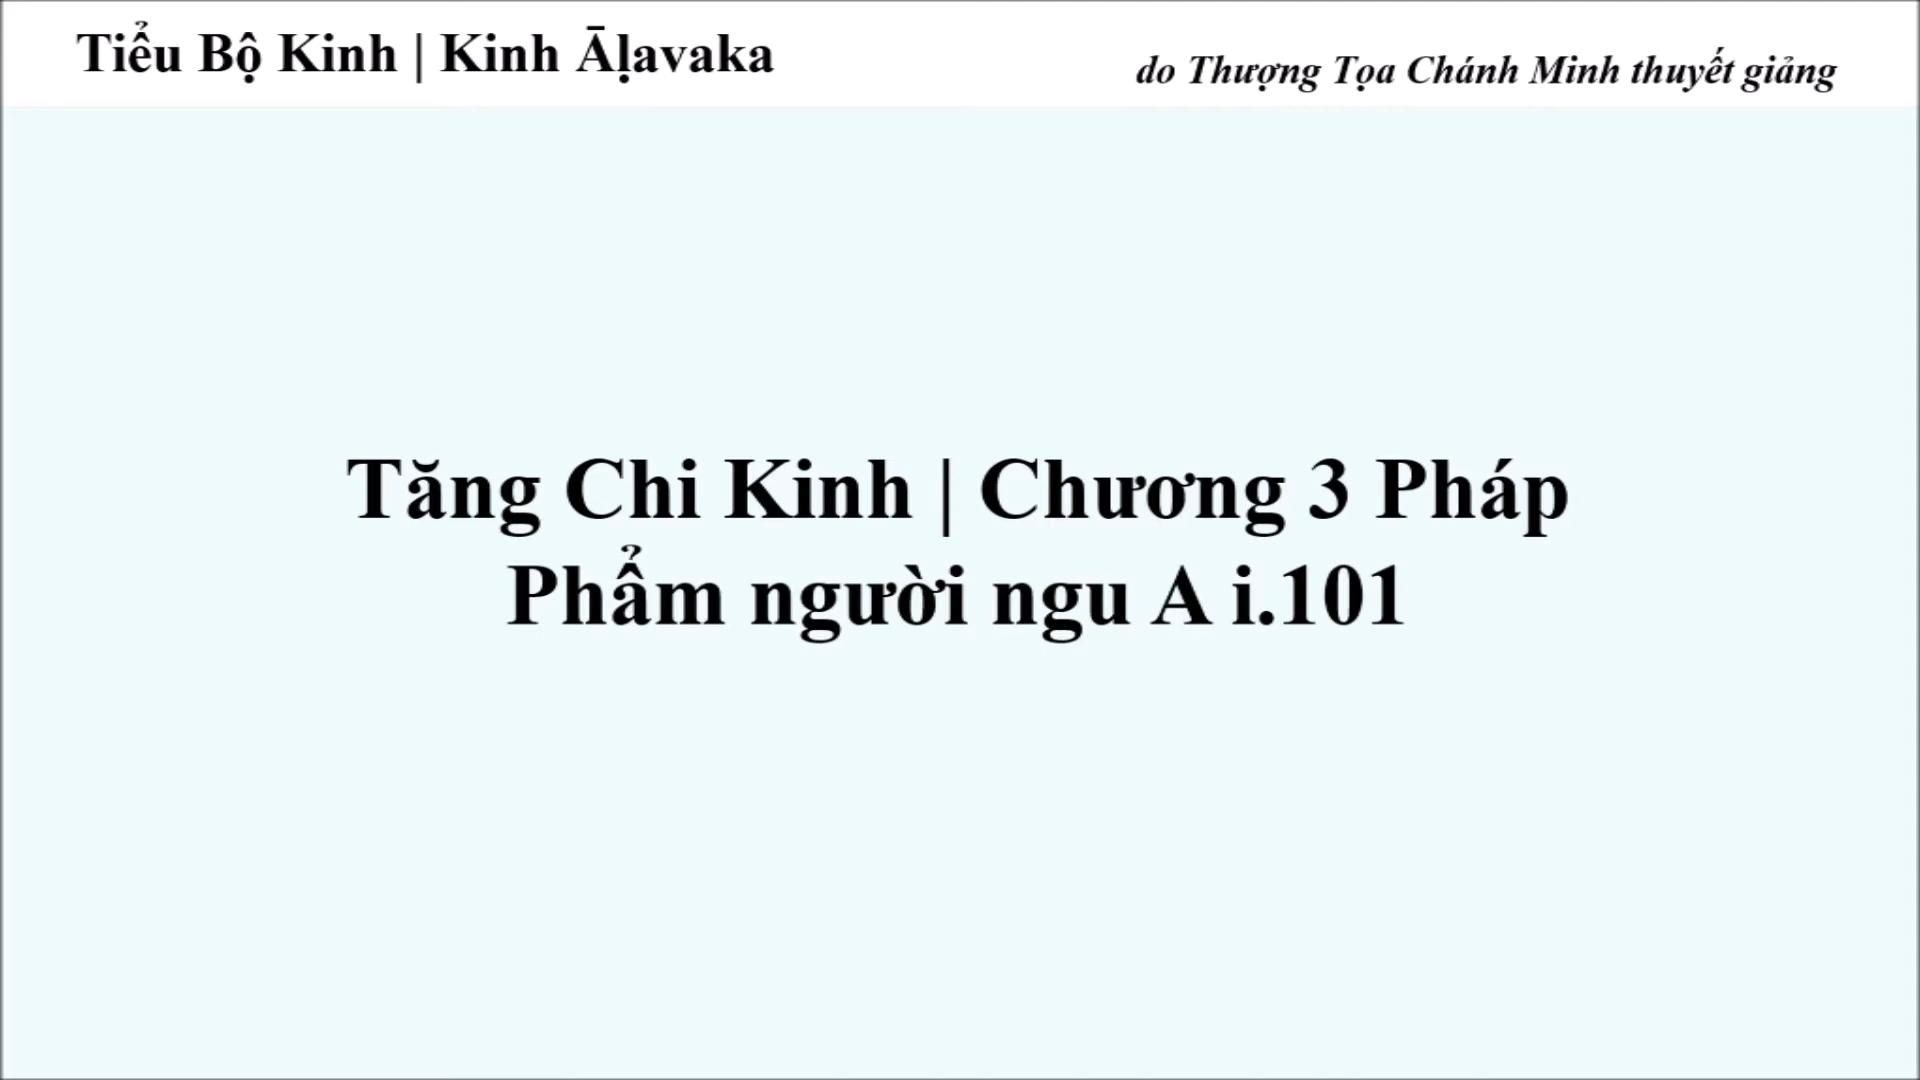 Tiểu Bộ Kinh | Kinh Āḷavaka
do Thượng Tọa Chánh Minh thuyết giảng
Tăng Chi Kinh | Chương 3 Pháp
Phẩm người ngu A i.101